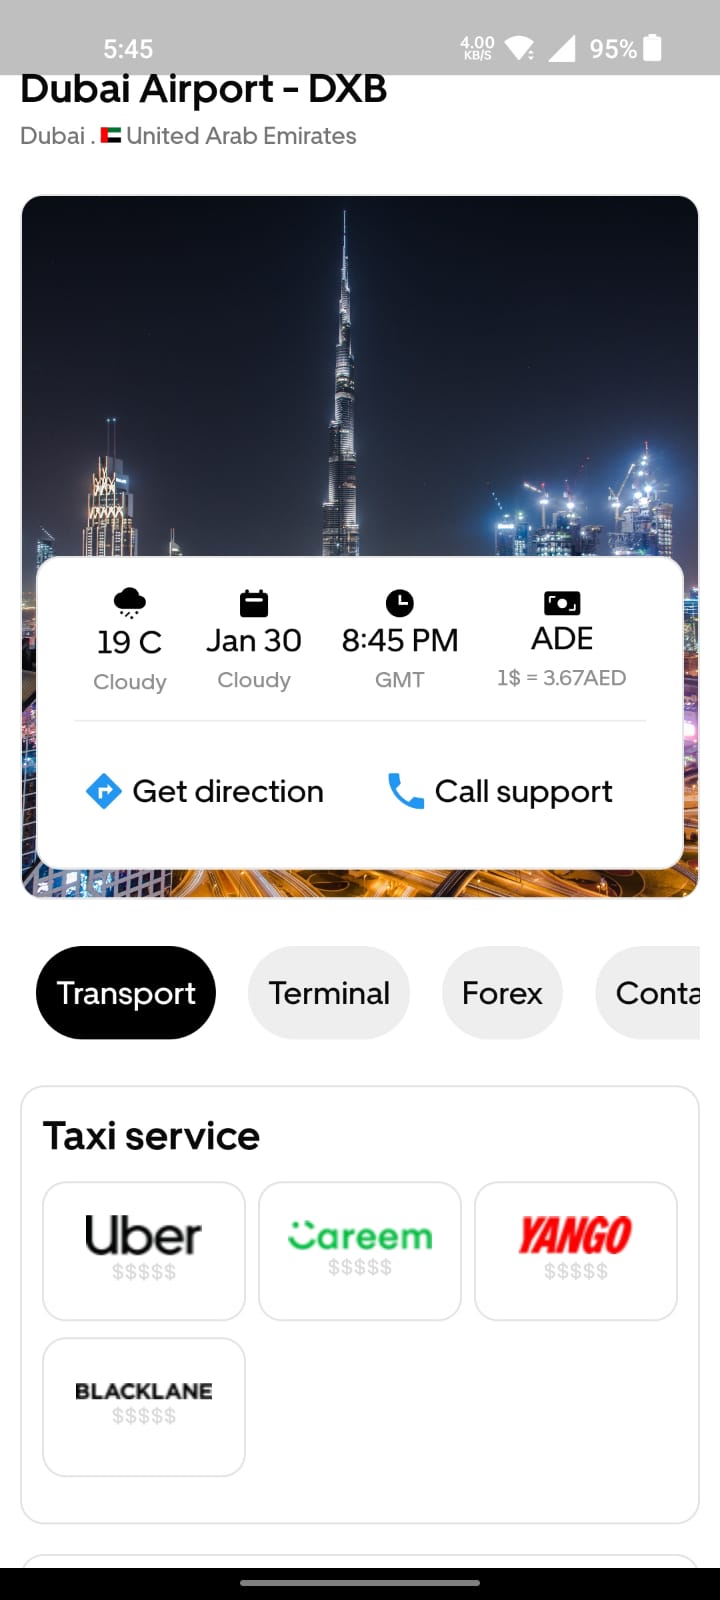 5:45
4.00
KB/S
95%
Dubai Airport - DXB
Dubai . United Arab Emirates
19 C
Cloudy
Jan 30
Cloudy
8:45 PM
GMT
ADE
1$ = 3.67AED
Get direction
Call support
Transport
Terminal
Forex
Conta
Taxi service
Uber
$$$$$
Careem
$$$$$
YANGO
$$$$$
BLACKLANE
$$$$$